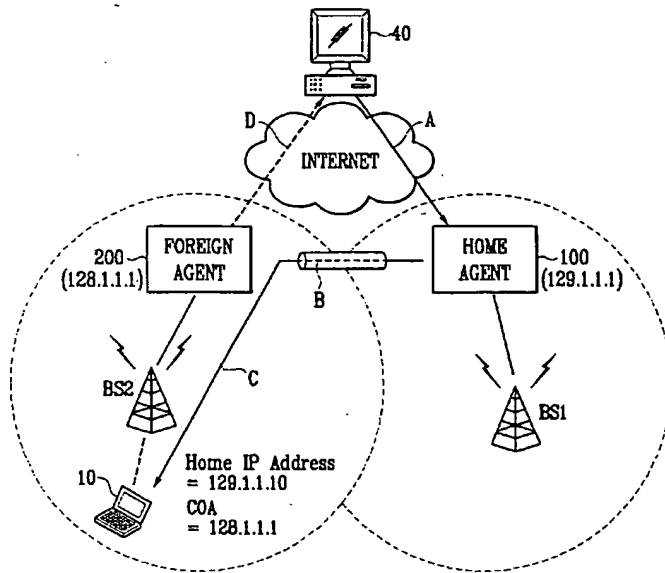 40
D
A
INTERNET
FOREIGN
AGENT
200
(128.1.1.1)
HOME
AGENT
100
(129.1.1.1)
B
C
BS2
BS1
10
Home IP Address
= 129.1.1.10
COA
= 128.1.1.1